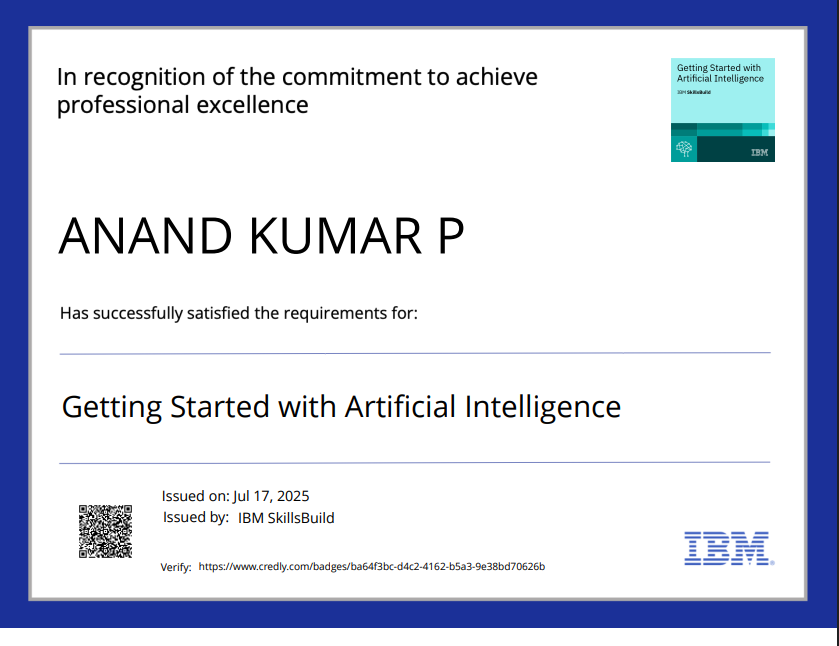 In recognition of the commitment to achieve
professional excellence
Getting Started with
Artificial Intelligence
IBM SkillsBuild
IBM
ANAND KUMAR P
Has successfully satisfied the requirements for:
Getting Started with Artificial Intelligence
Issued on: Jul 17, 2025
Issued by: IBM SkillsBuild
Verify: https://www.credly.com/badges/ba64f3bc-d4c2-4162-b5a3-9e38bd70626b
IBM®